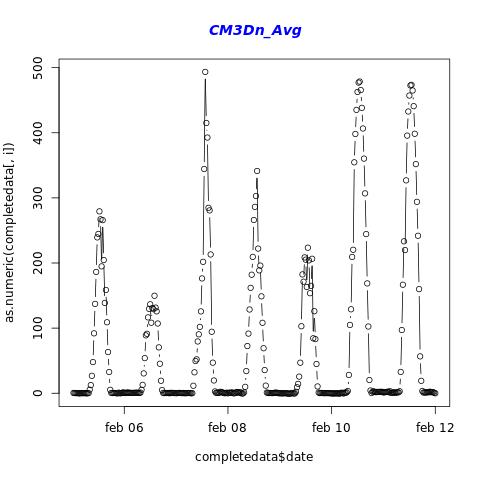 CM3Dn_Avg
as.numeric(completedata[, i])
500
400
300
200
100
0
feb 06
feb 08
feb 10
feb 12
completedata$date